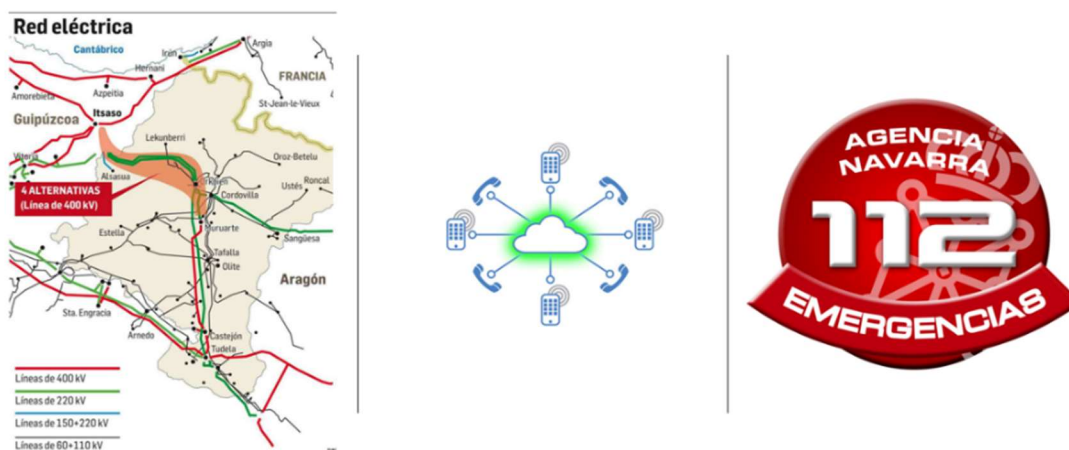 Red eléctrica
Cantábrico
Irún
Argia
Hernani
FRANCIA
Amorebieta
Azpeitia
St-Jean-le-Vieux
Itsaso
Guipúzcoa
Lekunberri
Vitoria
Alsasua
Oroz-Betelu
Orkoien
Roncal
Ustés
Cordovilla
4 ALTERNATIVAS
(Línea de 400 kV)
Muruarte
Estella
Sangüesa
Tafalla
Olite
Aragón
Sta. Engracia
Arnedo
Castejón
Tudela
Líneas de 400 kV
Líneas de 220 kV
Líneas de 150+220 kV
Líneas de 60+110 kV
AGENCIA
NAVARRA
112
EMERGENCIAS